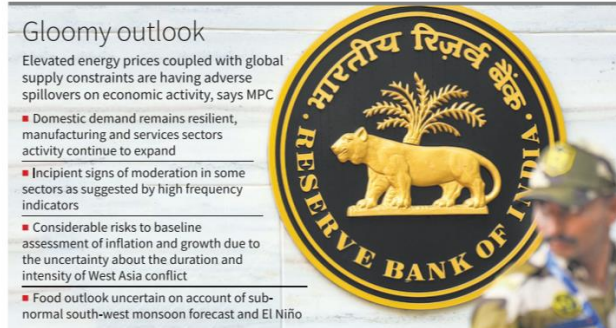 Gloomy outlook
Elevated energy prices coupled with global
supply constraints are having adverse
spillovers on economic activity, says MPC
Domestic demand remains resilient,
manufacturing and services sectors
activity continue to expand
Incipient signs of moderation in some
sectors as suggested by high frequency
indicators
Considerable risks to baseline
assessment of inflation and growth due to
the uncertainty about the duration and
intensity of West Asia conflict
Food outlook uncertain on account of sub-
normal south-west monsoon forecast and El Niño
भारतीय रिज़र्व बैंक
RESERVE BANK OF INDIA